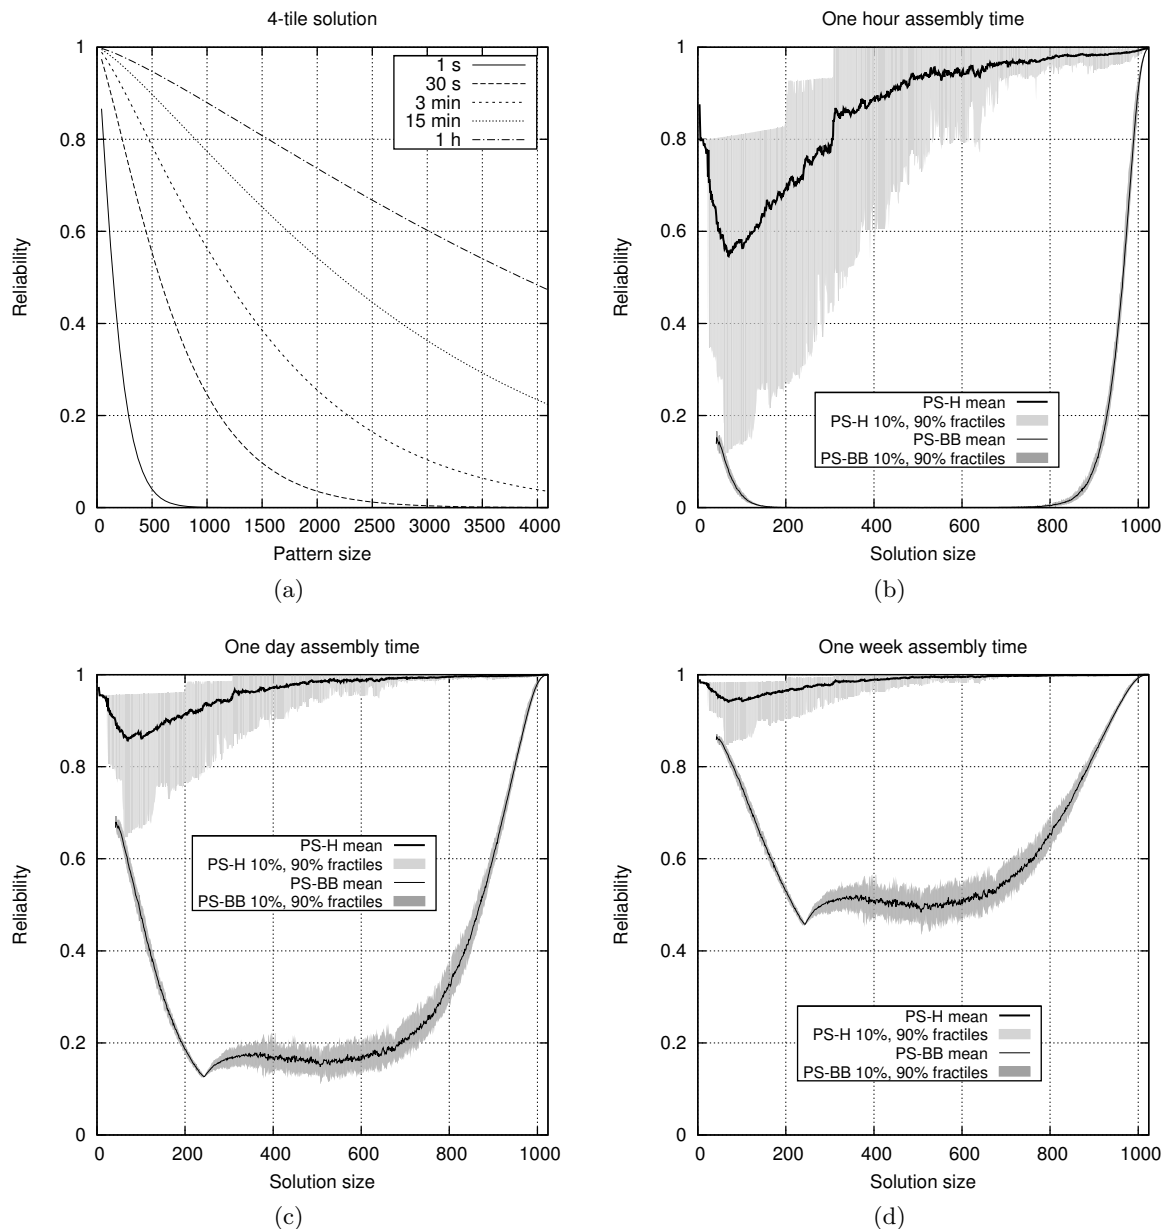 4-tile solution
1 s
30 s
3 min
15 min
1 h
Reliability
1
0.8
0.6
0.4
0.2
0
0 500 1000 1500 2000 2500 3000 3500 4000
Pattern size
(a)
One hour assembly time
Reliability
1
0.8
0.6
0.4
0.2
0
PS-H mean
PS-H 10%, 90% fractiles
PS-BB mean
PS-BB 10%, 90% fractiles
0 200 400 600 800 1000
Solution size
(b)
One day assembly time
Reliability
1
0.8
0.6
0.4
0.2
0
PS-H mean
PS-H 10%, 90% fractiles
PS-BB mean
PS-BB 10%, 90% fractiles
0 200 400 600 800 1000
Solution size
(c)
One week assembly time
Reliability
1
0.8
0.6
0.4
0.2
0
PS-H mean
PS-H 10%, 90% fractiles
PS-BB mean
PS-BB 10%, 90% fractiles
0 200 400 600 800 1000
Solution size
(d)